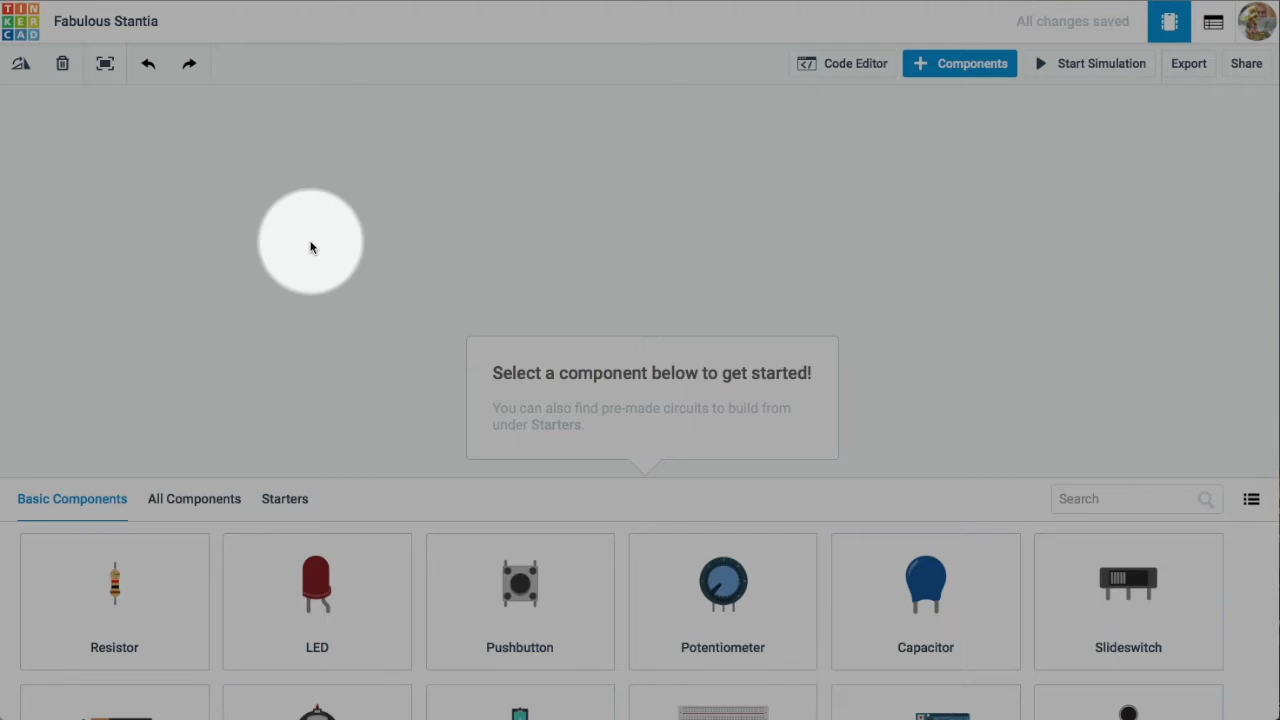 TIN
KER
CAD
Fabulous Stantia
All changes saved
Code Editor
Components
Start Simulation
Export
Share
Select a component below to get started!
You can also find pre-made circuits to build from
under Starters.
Basic Components
All Components
Starters
Search
Resistor
LED
Pushbutton
Potentiometer
Capacitor
Slideswitch